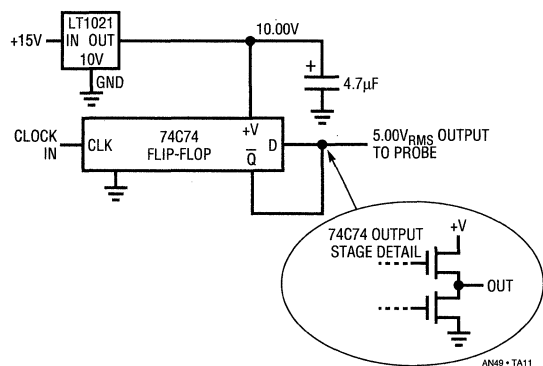 LT1021
+15V
IN OUT
10V
GND
10.00V
+
4.7µF
CLOCK
IN
CLK
74C74
FLIP-FLOP
+V
Q
D
5.00VRMS OUTPUT
TO PROBE
74C74 OUTPUT
STAGE DETAIL
+V
OUT
AN49 • TA11